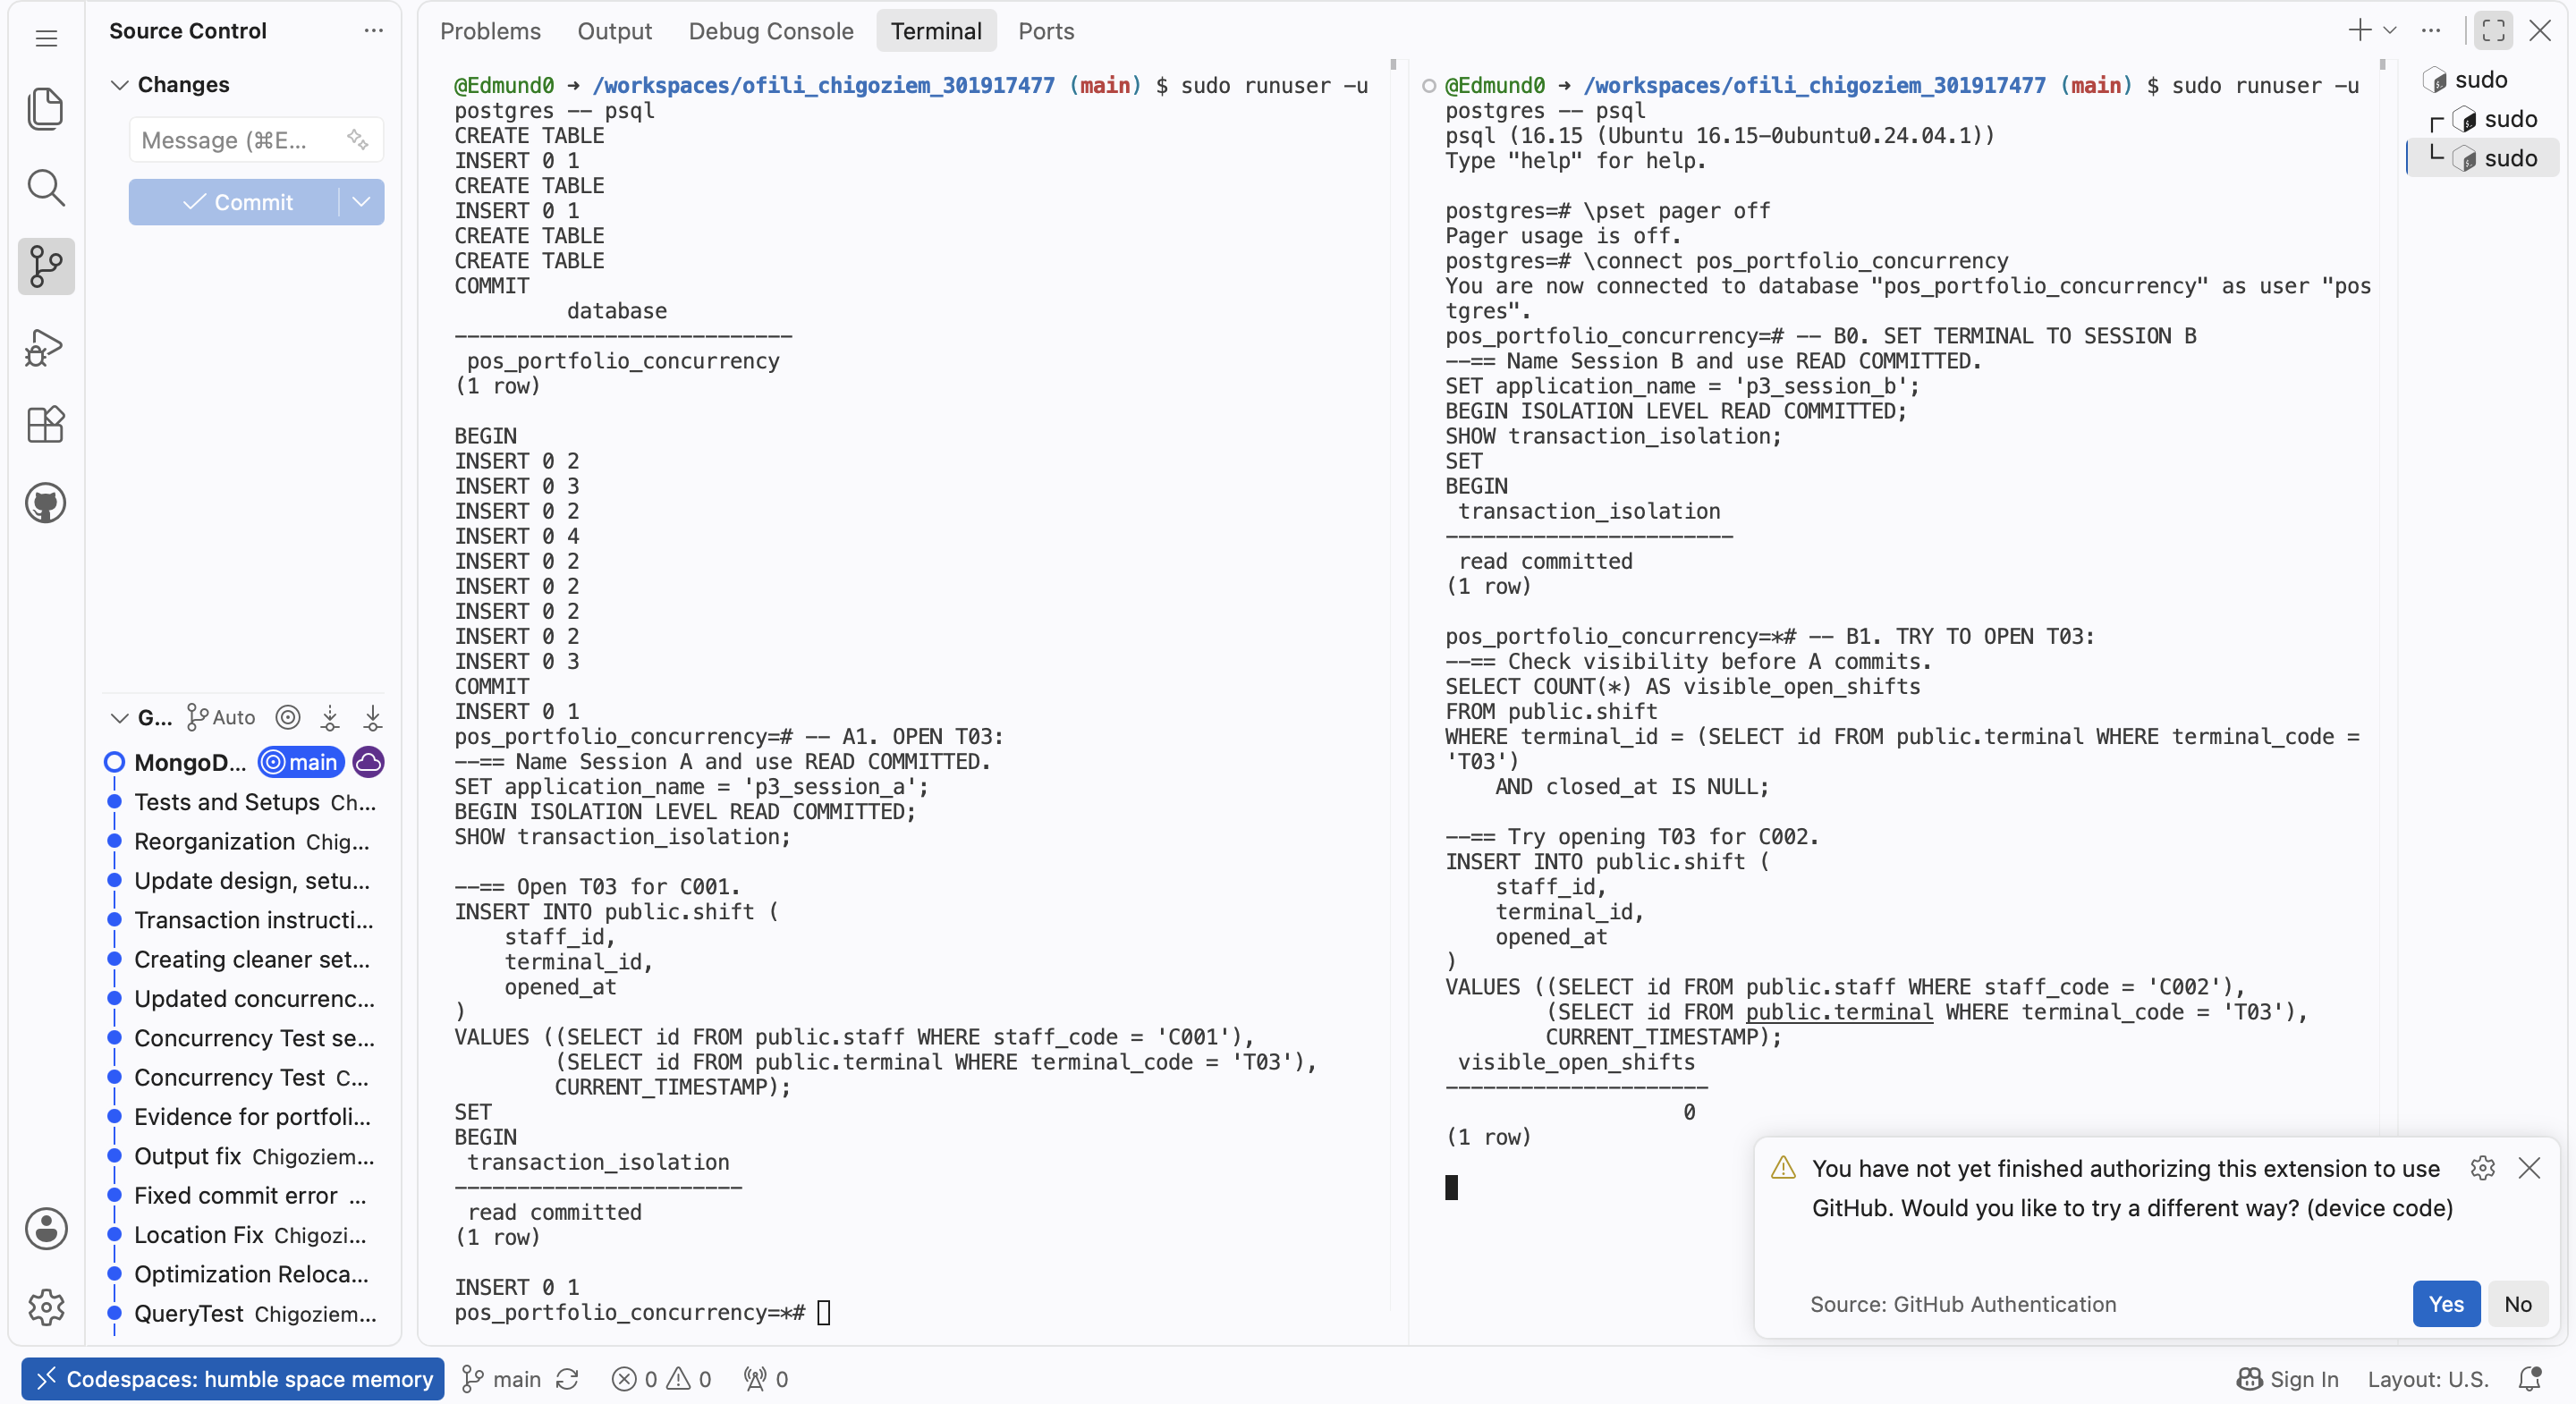 Source Control
Changes
Message (⌘E...
Commit
G...
Auto
MongoD... main
Tests and Setups Ch...
Reorganization Chig...
Update design, setu...
Transaction instructi...
Creating cleaner set...
Updated concurrenc...
Concurrency Test se...
Concurrency Test C...
Evidence for portfoli...
Output fix Chigoziem...
Fixed commit error ...
Location Fix Chigozi...
Optimization Reloca...
QueryTest Chigoziem...
Problems Output Debug Console Terminal Ports
@Edmund0 ➜ /workspaces/ofili_chigoziem_301917477 (main) $ sudo runuser -u
postgres -- psql
CREATE TABLE
INSERT 0 1
CREATE TABLE
INSERT 0 1
CREATE TABLE
CREATE TABLE
COMMIT
database
---------------------------
pos_portfolio_concurrency
(1 row)
BEGIN
INSERT 0 2
INSERT 0 3
INSERT 0 2
INSERT 0 4
INSERT 0 2
INSERT 0 2
INSERT 0 2
INSERT 0 2
INSERT 0 3
COMMIT
INSERT 0 1
pos_portfolio_concurrency=# -- A1. OPEN T03:
--== Name Session A and use READ COMMITTED.
SET application_name = 'p3_session_a';
BEGIN ISOLATION LEVEL READ COMMITTED;
SHOW transaction_isolation;
--== Open T03 for C001.
INSERT INTO public.shift (
staff_id,
terminal_id,
opened_at
)
VALUES ((SELECT id FROM public.staff WHERE staff_code = 'C001'),
(SELECT id FROM public.terminal WHERE terminal_code = 'T03'),
CURRENT_TIMESTAMP);
SET
BEGIN
transaction_isolation
-----------------------
read committed
(1 row)
INSERT 0 1
pos_portfolio_concurrency=*#
@Edmund0 ➜ /workspaces/ofili_chigoziem_301917477 (main) $ sudo runuser -u
postgres -- psql
psql (16.15 (Ubuntu 16.15-0ubuntu0.24.04.1))
Type "help" for help.
postgres=# \pset pager off
Pager usage is off.
postgres=# \connect pos_portfolio_concurrency
You are now connected to database "pos_portfolio_concurrency" as user "pos
tgres".
pos_portfolio_concurrency=# -- B0. SET TERMINAL TO SESSION B
--== Name Session B and use READ COMMITTED.
SET application_name = 'p3_session_b';
BEGIN ISOLATION LEVEL READ COMMITTED;
SHOW transaction_isolation;
SET
BEGIN
transaction_isolation
-----------------------
read committed
(1 row)
pos_portfolio_concurrency=*# -- B1. TRY TO OPEN T03:
--== Check visibility before A commits.
SELECT COUNT(*) AS visible_open_shifts
FROM public.shift
WHERE terminal_id = (SELECT id FROM public.terminal WHERE terminal_code =
'T03')
AND closed_at IS NULL;
--== Try opening T03 for C002.
INSERT INTO public.shift (
staff_id,
terminal_id,
opened_at
)
VALUES ((SELECT id FROM public.staff WHERE staff_code = 'C002'),
(SELECT id FROM public.terminal WHERE terminal_code = 'T03'),
CURRENT_TIMESTAMP);
visible_open_shifts
---------------------
0
(1 row)
sudo
sudo
sudo
You have not yet finished authorizing this extension to use
GitHub. Would you like to try a different way? (device code)
Source: GitHub Authentication
Yes No
Codespaces: humble space memory main 0 0 0 Sign In Layout: U.S.